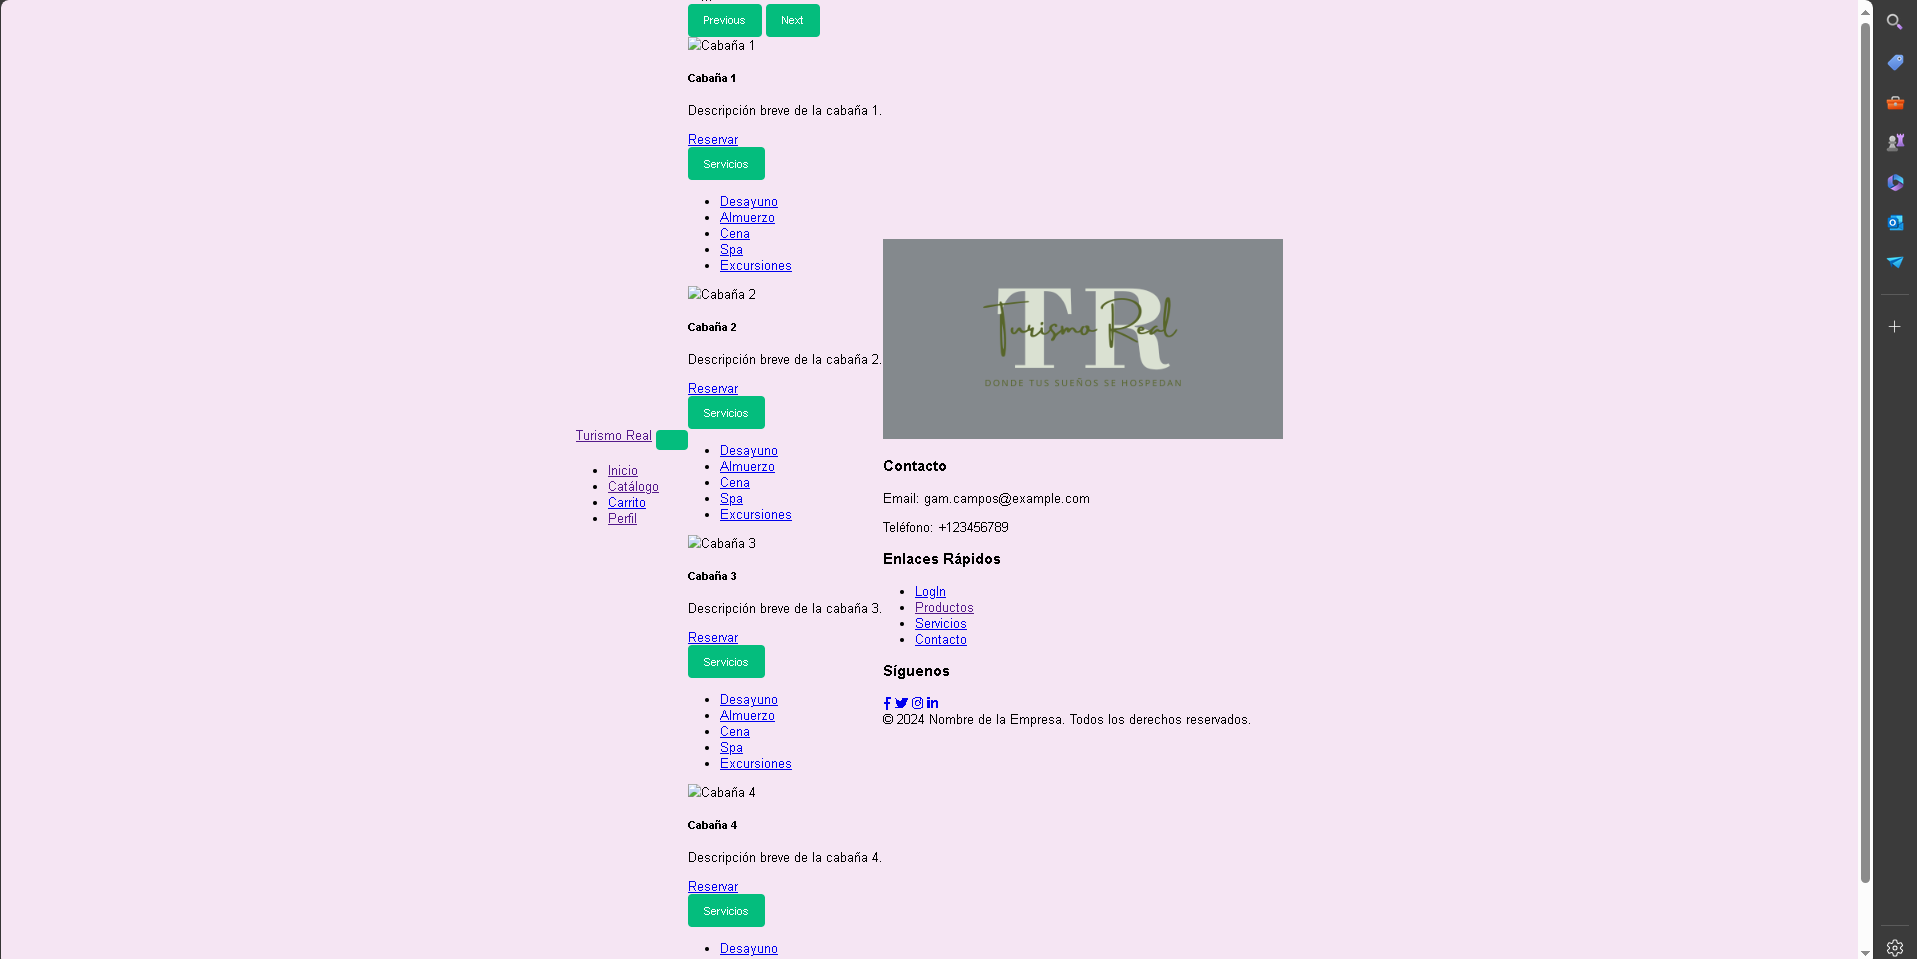 Turismo Real
Inicio
Catálogo
Carrito
Perfil
Previous Next
Cabaña 1
Cabaña 1
Descripción breve de la cabaña 1.
Reservar
Servicios
Desayuno
Almuerzo
Cena
Spa
Excursiones
Cabaña 2
Cabaña 2
Descripción breve de la cabaña 2.
Reservar
Servicios
Desayuno
Almuerzo
Cena
Spa
Excursiones
Cabaña 3
Cabaña 3
Descripción breve de la cabaña 3.
Reservar
Servicios
Desayuno
Almuerzo
Cena
Spa
Excursiones
Cabaña 4
Cabaña 4
Descripción breve de la cabaña 4.
Reservar
Servicios
Desayuno
TR
Turismo Real
DONDE TUS SUEÑOS SE HOSPEDAN
Contacto
Email: gam.campos@example.com
Teléfono: +123456789
Enlaces Rápidos
LogIn
Productos
Servicios
Contacto
Síguenos
© 2024 Nombre de la Empresa. Todos los derechos reservados.